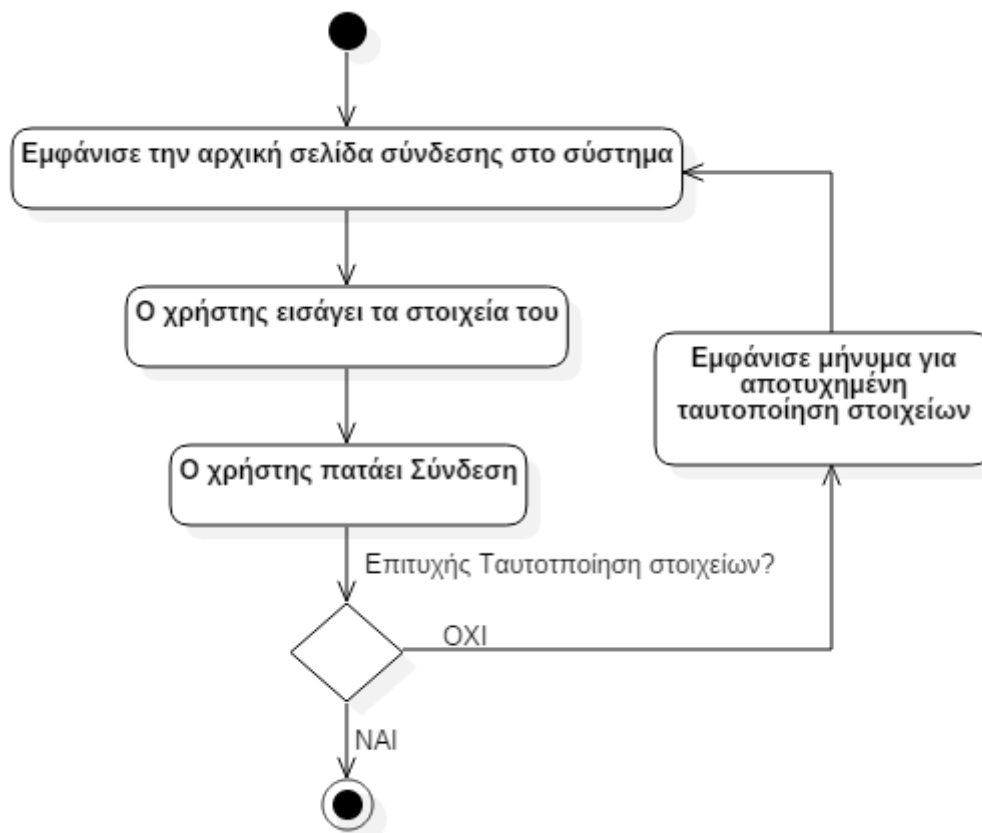 Εμφάνισε την αρχική σελίδα σύνδεσης στο σύστημα
Ο χρήστης εισάγει τα στοιχεία του
Εμφάνισε μήνυμα για
αποτυχημένη
ταυτοποίηση στοιχείων
Ο χρήστης πατάει Σύνδεση
Επιτυχής Ταυτοτποίηση στοιχείων?
ΟΧΙ
ΝΑΙ